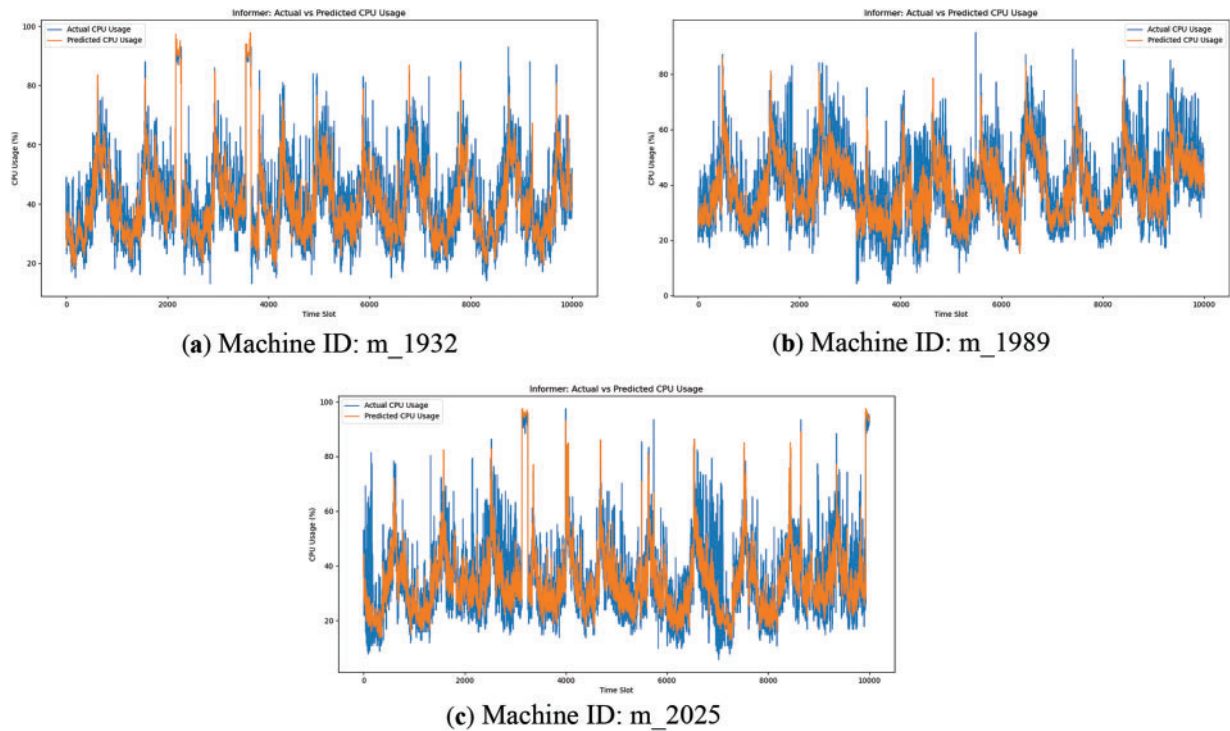 Informer: Actual vs Predicted CPU Usage
Actual CPU Usage
Predicted CPU Usage
CPU Usage (%)
100
80
60
40
20
0
2000
4000
6000
8000
10000
Time Slot
(a) Machine ID: m_1932
Informer: Actual vs Predicted CPU Usage
Actual CPU Usage
Predicted CPU Usage
CPU Usage (%)
80
60
40
20
0
0
2000
4000
6000
8000
10000
Time Slot
(b) Machine ID: m_1989
Informer: Actual vs Predicted CPU Usage
Actual CPU Usage
Predicted CPU Usage
CPU Usage (%)
100
80
60
40
20
0
2000
4000
6000
8000
10000
Time Slot
(c) Machine ID: m_2025